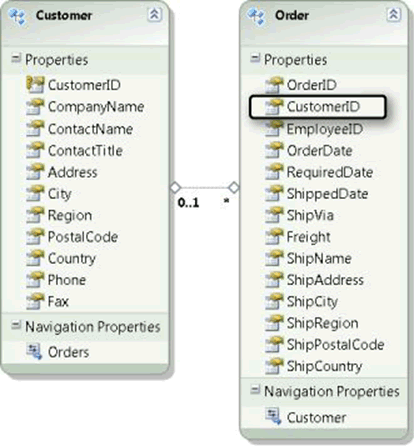 Customer
Properties
CustomerID
CompanyName
ContactName
ContactTitle
Address
City
Region
PostalCode
Country
Phone
Fax
Navigation Properties
Orders
0..1 *
Order
Properties
OrderID
CustomerID
EmployeeID
OrderDate
RequiredDate
ShippedDate
ShipVia
Freight
ShipName
ShipAddress
ShipCity
ShipRegion
ShipPostalCode
ShipCountry
Navigation Properties
Customer